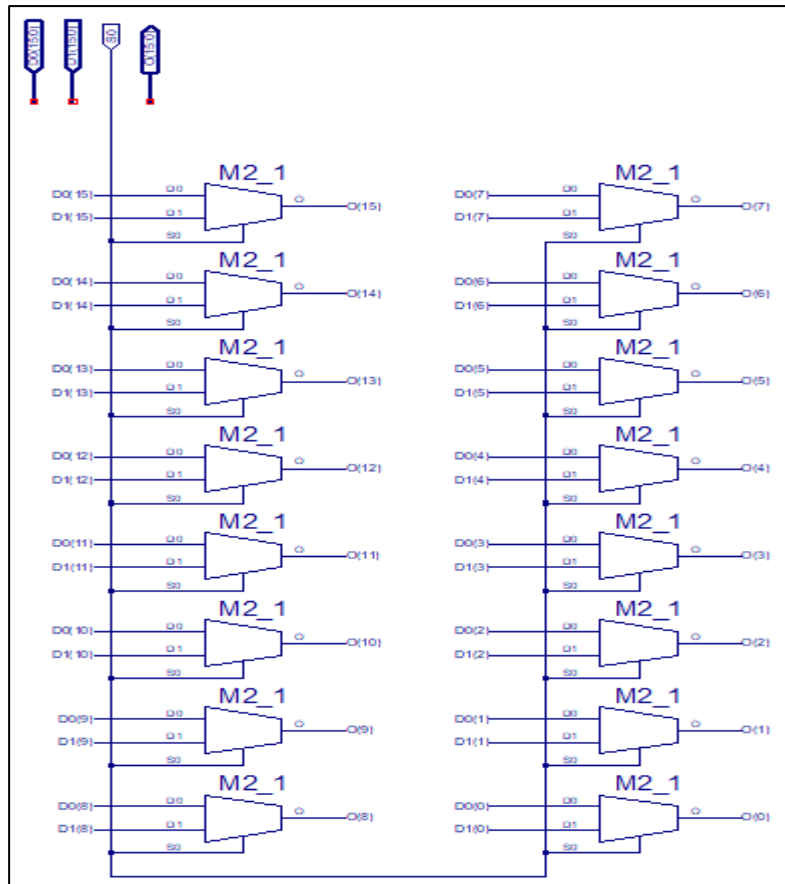 D0(15:0) D1(15:0) S0 O(15:0)
M2_1
D0(15) D0
D1(15) D1 O O(15)
S0
M2_1
D0(14) D0
D1(14) D1 O O(14)
S0
M2_1
D0(13) D0
D1(13) D1 O O(13)
S0
M2_1
D0(12) D0
D1(12) D1 O O(12)
S0
M2_1
D0(11) D0
D1(11) D1 O O(11)
S0
M2_1
D0(10) D0
D1(10) D1 O O(10)
S0
M2_1
D0(9) D0
D1(9) D1 O O(9)
S0
M2_1
D0(8) D0
D1(8) D1 O O(8)
S0
M2_1
D0(7) D0
D1(7) D1 O O(7)
S0
M2_1
D0(6) D0
D1(6) D1 O O(6)
S0
M2_1
D0(5) D0
D1(5) D1 O O(5)
S0
M2_1
D0(4) D0
D1(4) D1 O O(4)
S0
M2_1
D0(3) D0
D1(3) D1 O O(3)
S0
M2_1
D0(2) D0
D1(2) D1 O O(2)
S0
M2_1
D0(1) D0
D1(1) D1 O O(1)
S0
M2_1
D0(0) D0
D1(0) D1 O O(0)
S0